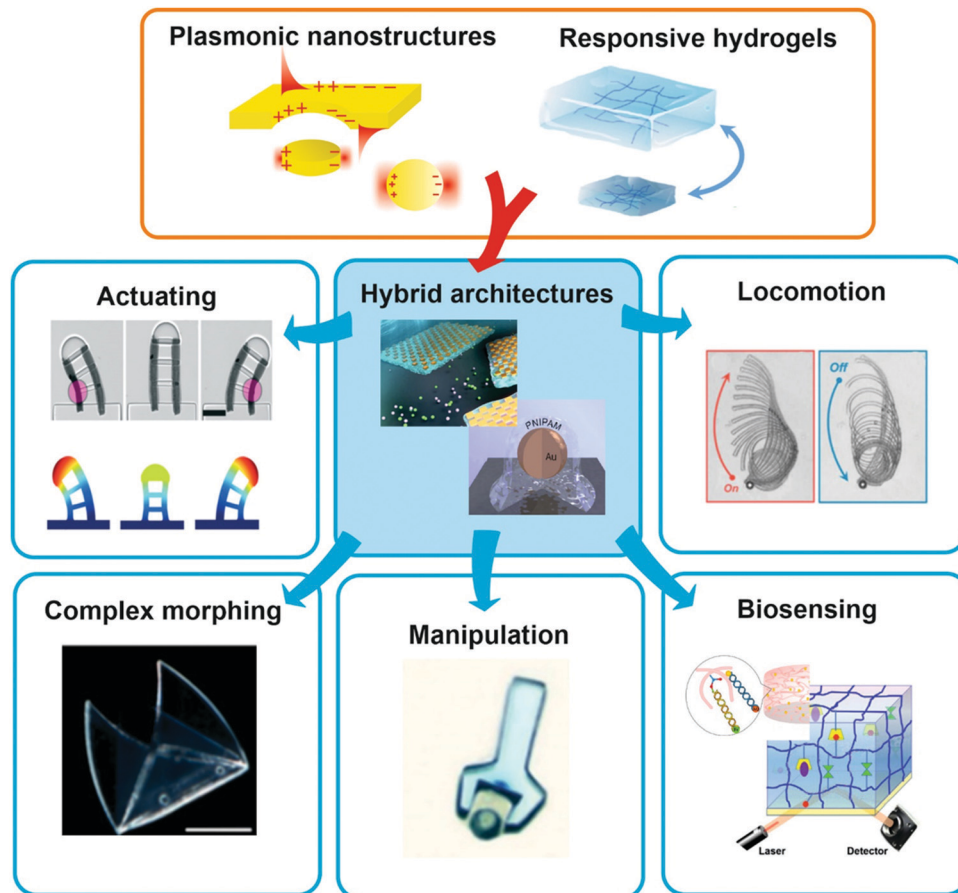 Plasmonic nanostructures
Responsive hydrogels
Actuating
Hybrid architectures
PNIPAM
Au
Locomotion
On
Off
Complex morphing
Manipulation
Biosensing
Laser
Detector